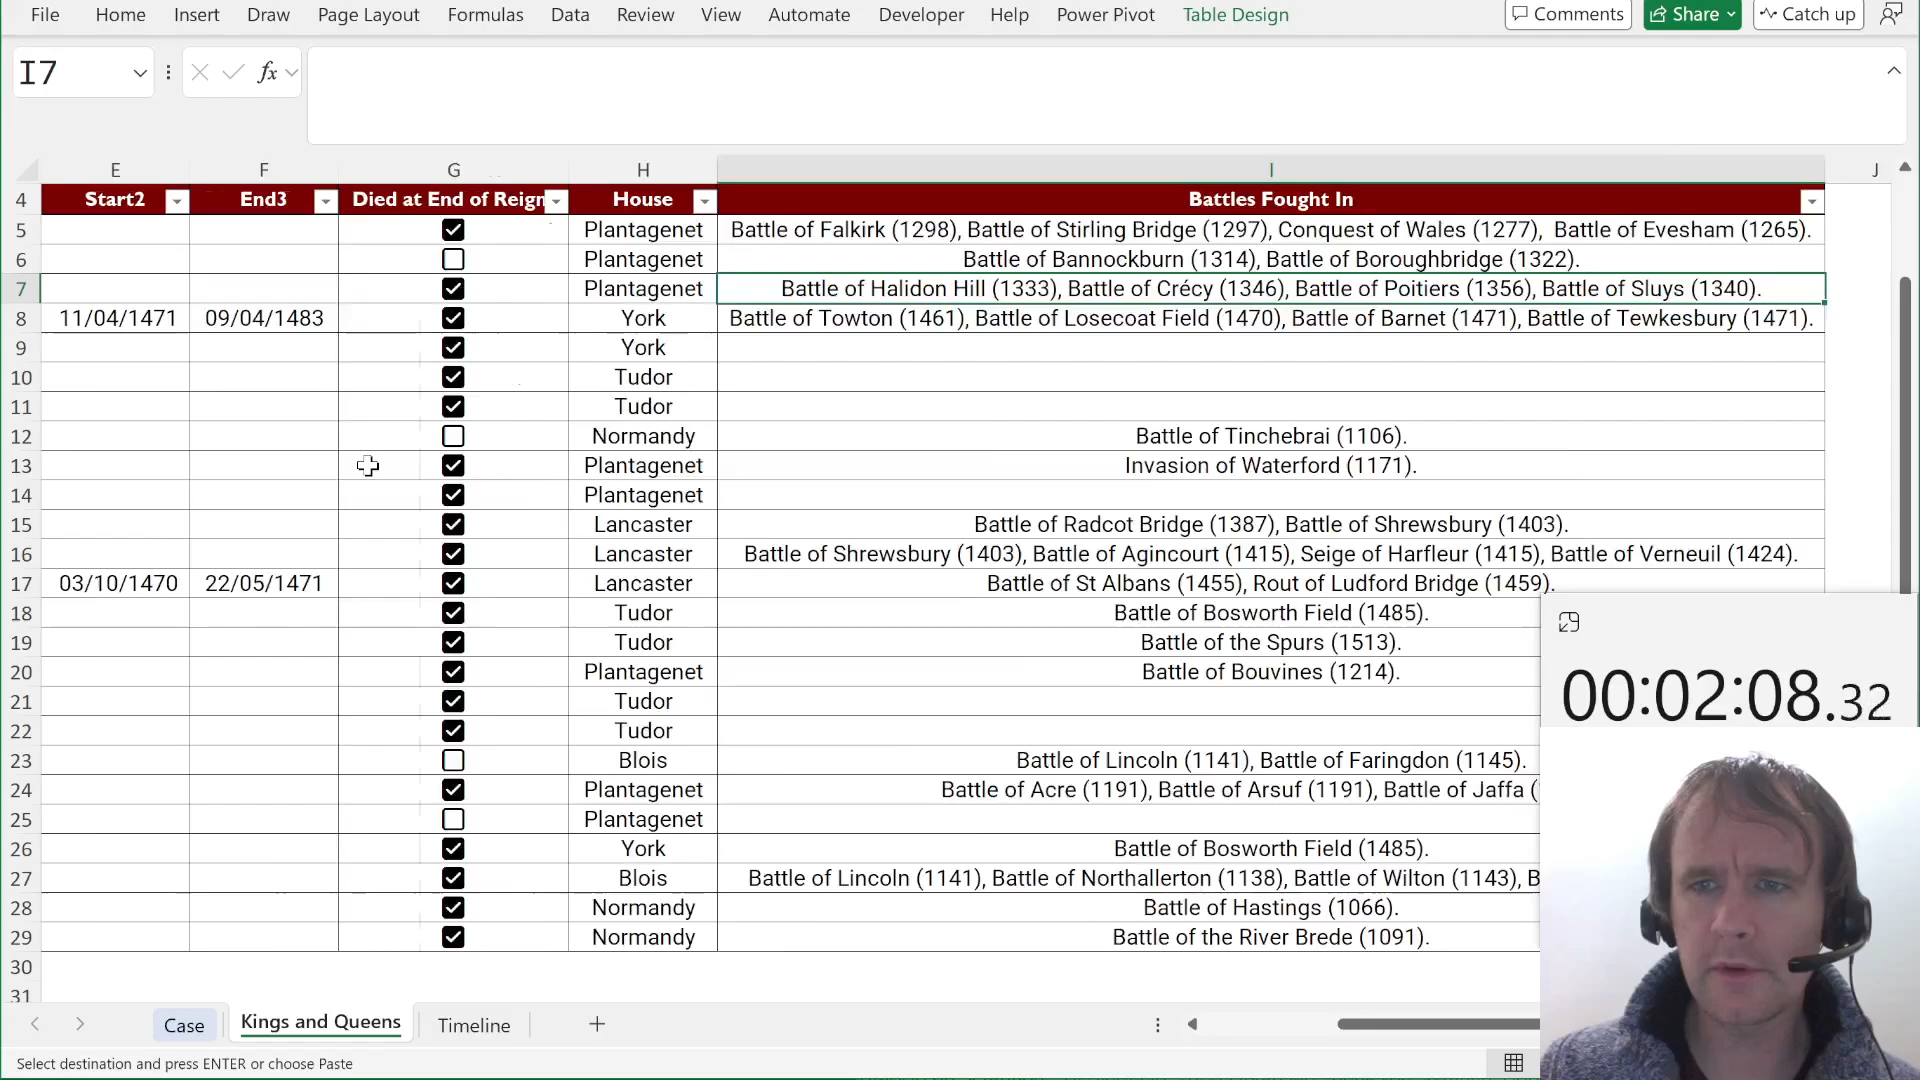 File Home Insert Draw Page Layout Formulas Data Review View Automate Developer Help Power Pivot Table Design Comments Share Catch up
I7 fx
E F G H I J
4 Start2 End3 Died at End of Reign House Battles Fought In
5 Plantagenet Battle of Falkirk (1298), Battle of Stirling Bridge (1297), Conquest of Wales (1277), Battle of Evesham (1265).
6 Plantagenet Battle of Bannockburn (1314), Battle of Boroughbridge (1322).
7 Plantagenet Battle of Halidon Hill (1333), Battle of Crécy (1346), Battle of Poitiers (1356), Battle of Sluys (1340).
8 11/04/1471 09/04/1483 York Battle of Towton (1461), Battle of Losecoat Field (1470), Battle of Barnet (1471), Battle of Tewkesbury (1471).
9 York
10 Tudor
11 Tudor
12 Normandy Battle of Tinchebrai (1106).
13 Plantagenet Invasion of Waterford (1171).
14 Plantagenet
15 Lancaster Battle of Radcot Bridge (1387), Battle of Shrewsbury (1403).
16 Lancaster Battle of Shrewsbury (1403), Battle of Agincourt (1415), Seige of Harfleur (1415), Battle of Verneuil (1424).
17 03/10/1470 22/05/1471 Lancaster Battle of St Albans (1455), Rout of Ludford Bridge (1459).
18 Tudor Battle of Bosworth Field (1485).
19 Tudor Battle of the Spurs (1513).
20 Plantagenet Battle of Bouvines (1214).
21 Tudor
22 Tudor
00:02:08.32
23 Blois Battle of Lincoln (1141), Battle of Faringdon (1145).
24 Plantagenet Battle of Acre (1191), Battle of Arsuf (1191), Battle of Jaffa (
25 Plantagenet
26 York Battle of Bosworth Field (1485).
27 Blois Battle of Lincoln (1141), Battle of Northallerton (1138), Battle of Wilton (1143), B
28 Normandy Battle of Hastings (1066).
29 Normandy Battle of the River Brede (1091).
30
31
Case Kings and Queens Timeline
Select destination and press ENTER or choose Paste